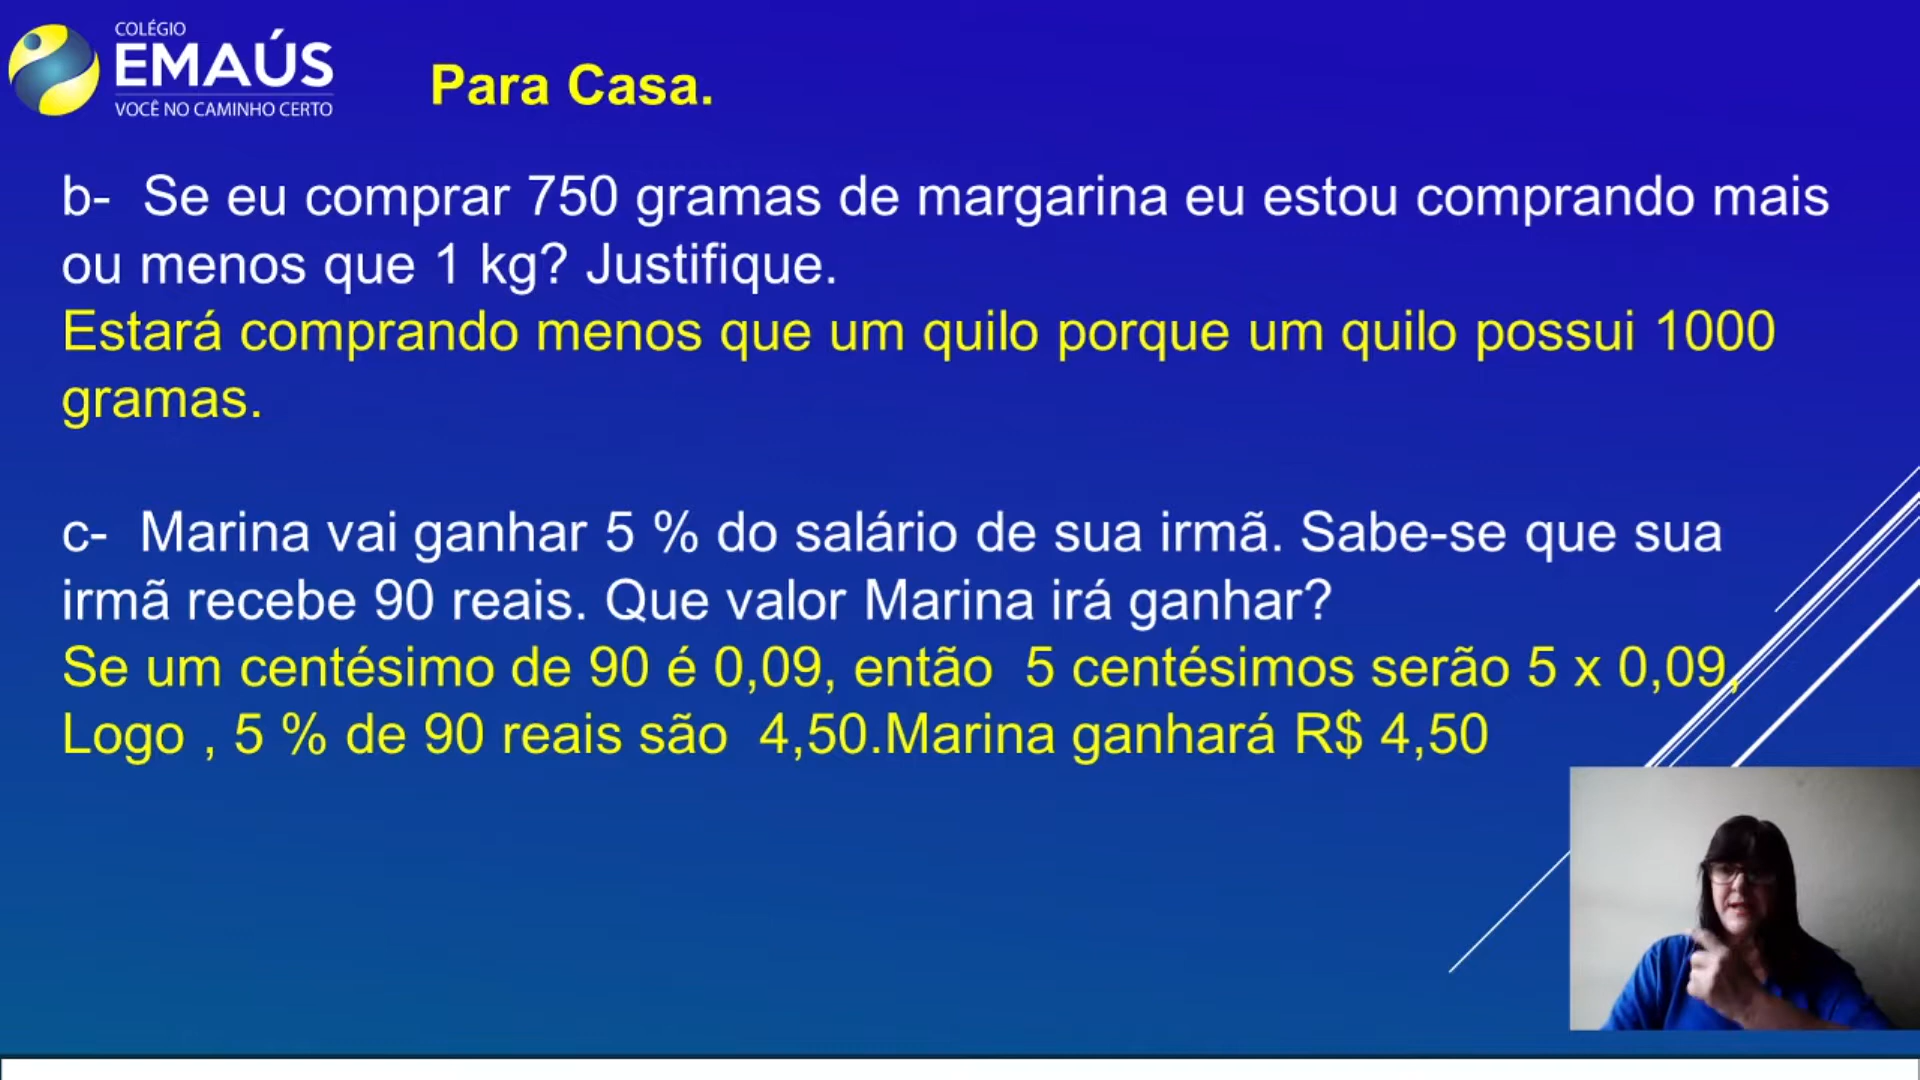 COLÉGIO
EMAÚS
VOCÊ NO CAMINHO CERTO
Para Casa.
b- Se eu comprar 750 gramas de margarina eu estou comprando mais
ou menos que 1 kg? Justifique.
Estará comprando menos que um quilo porque um quilo possui 1000
gramas.
c- Marina vai ganhar 5 % do salário de sua irmã. Sabe-se que sua
irmã recebe 90 reais. Que valor Marina irá ganhar?
Se um centésimo de 90 é 0,09, então 5 centésimos serão 5 x 0,09,
Logo , 5 % de 90 reais são 4,50.Marina ganhará R$ 4,50